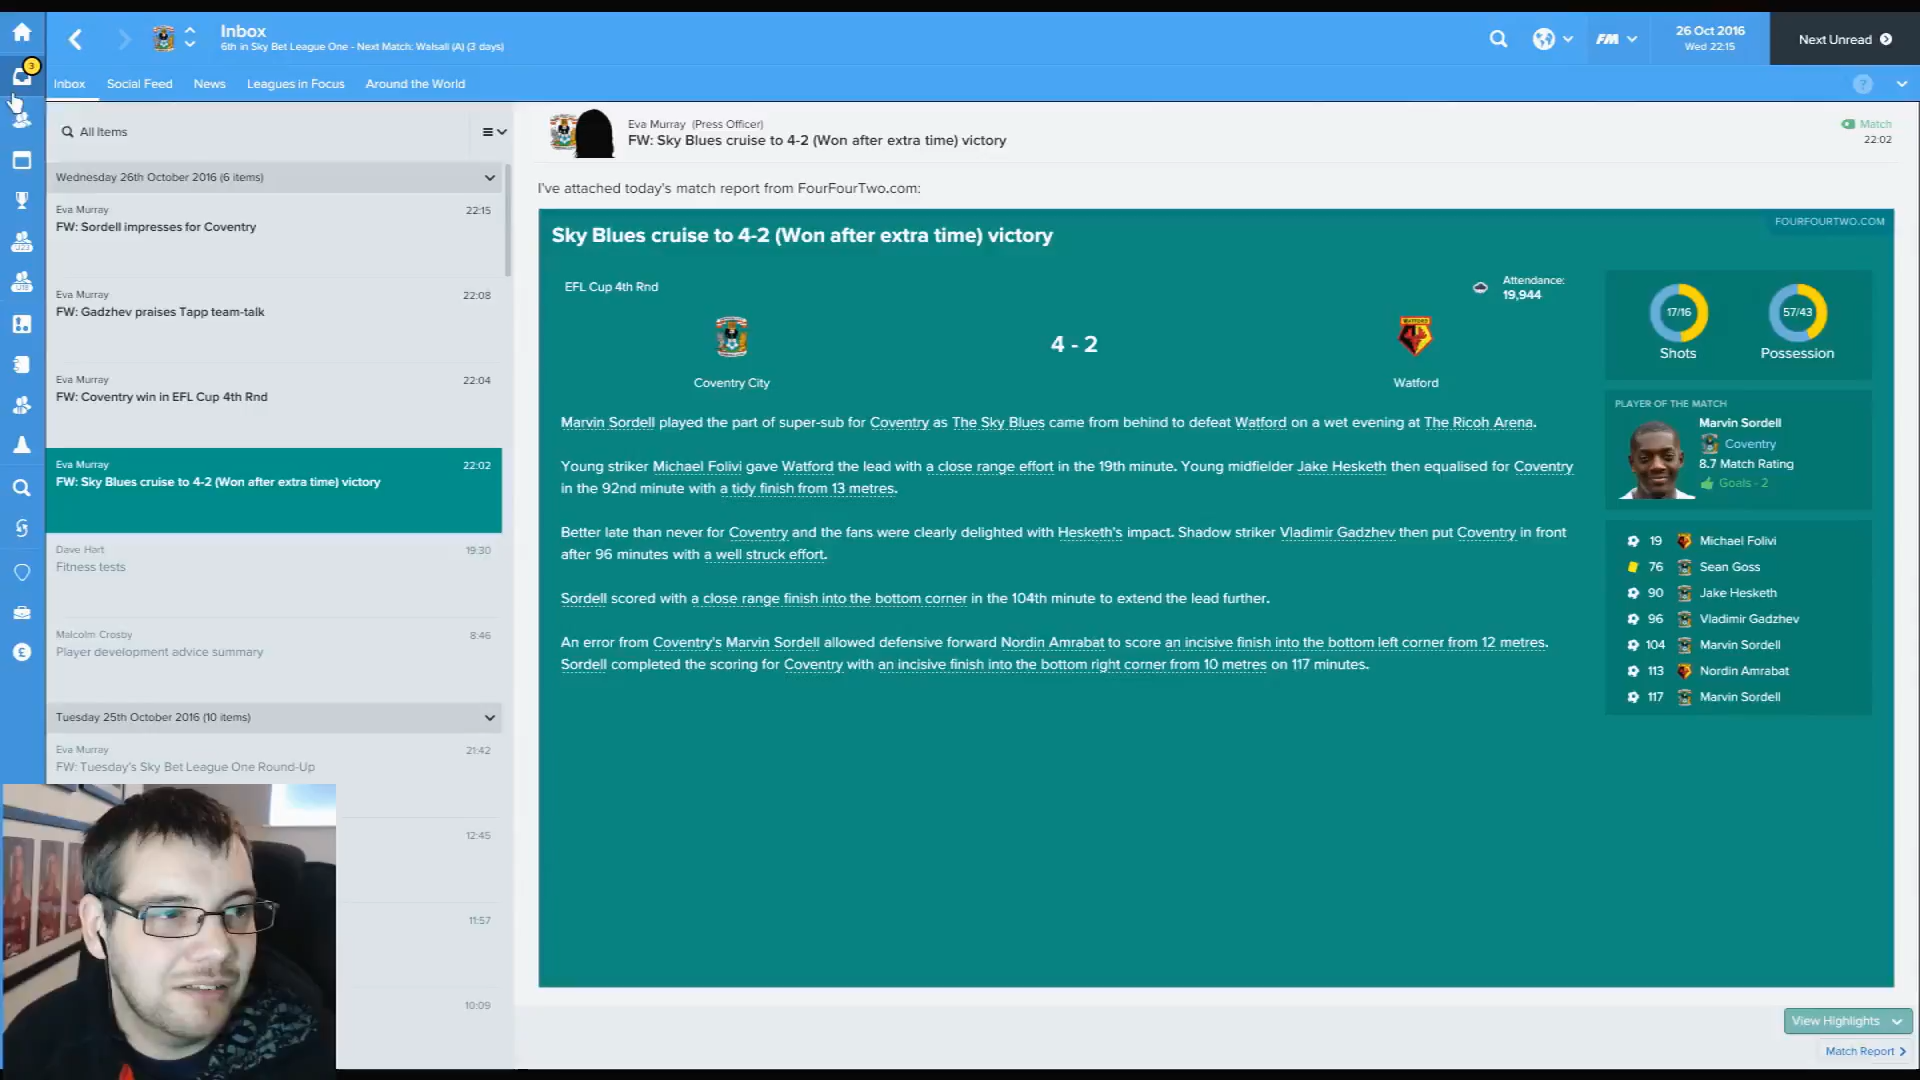 Inbox
6th in Sky Bet League One - Next Match: Walsall (A) (3 days)
FM
26 Oct 2016
Wed 22:15
Next Unread
3
Inbox
Social Feed
News
Leagues in Focus
Around the World
?
All Items
Wednesday 26th October 2016 (6 items)
Eva Murray
22:15
FW: Sordell impresses for Coventry
Eva Murray
22:08
FW: Gadzhev praises Tapp team-talk
Eva Murray
22:04
FW: Coventry win in EFL Cup 4th Rnd
Eva Murray
22:02
FW: Sky Blues cruise to 4-2 (Won after extra time) victory
Dave Hart
19:30
Fitness tests
Malcolm Crosby
8:46
Player development advice summary
Tuesday 25th October 2016 (10 items)
Eva Murray
21:42
FW: Tuesday's Sky Bet League One Round-Up
12:45
11:57
10:09
U23
U18
Eva Murray (Press Officer)
FW: Sky Blues cruise to 4-2 (Won after extra time) victory
Match
22:02
I've attached today's match report from FourFourTwo.com:
FOURFOURTWO.COM
Sky Blues cruise to 4-2 (Won after extra time) victory
EFL Cup 4th Rnd
Attendance:
19,944
4 - 2
Coventry City
Watford
Marvin Sordell played the part of super-sub for Coventry as The Sky Blues came from behind to defeat Watford on a wet evening at The Ricoh Arena.
Young striker Michael Folivi gave Watford the lead with a close range effort in the 19th minute. Young midfielder Jake Hesketh then equalised for Coventry
in the 92nd minute with a tidy finish from 13 metres.
Better late than never for Coventry and the fans were clearly delighted with Hesketh's impact. Shadow striker Vladimir Gadzhev then put Coventry in front
after 96 minutes with a well struck effort.
Sordell scored with a close range finish into the bottom corner in the 104th minute to extend the lead further.
An error from Coventry's Marvin Sordell allowed defensive forward Nordin Amrabat to score an incisive finish into the bottom left corner from 12 metres.
Sordell completed the scoring for Coventry with an incisive finish into the bottom right corner from 10 metres on 117 minutes.
17/16
Shots
57/43
Possession
PLAYER OF THE MATCH
Marvin Sordell
Coventry
8.7 Match Rating
Goals - 2
19 Michael Folivi
76 Sean Goss
90 Jake Hesketh
96 Vladimir Gadzhev
104 Marvin Sordell
113 Nordin Amrabat
117 Marvin Sordell
View Highlights
Match Report